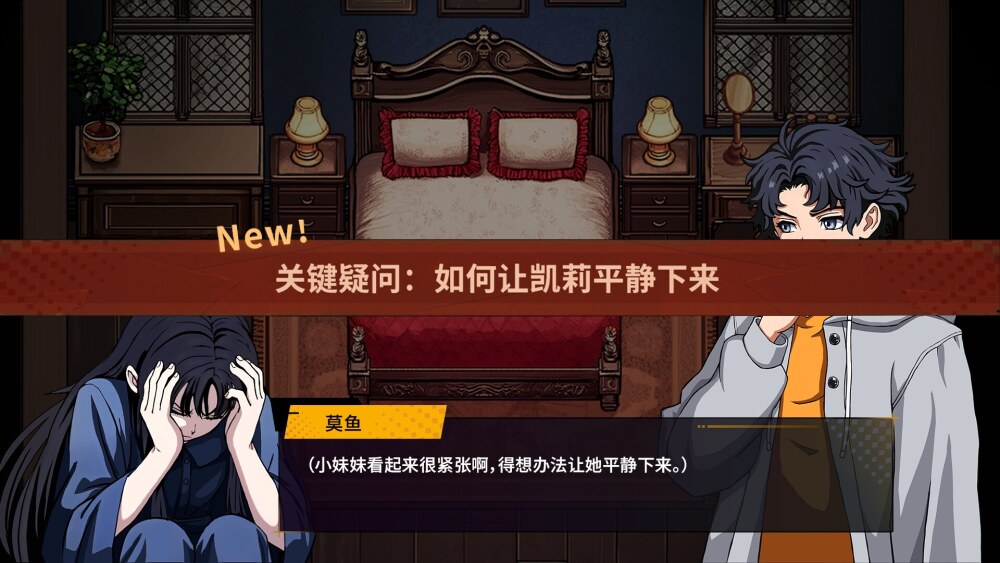 New!
关键疑问：如何让凯莉平静下来
莫鱼
（小妹妹看起来很紧张啊，得想办法让她平静下来。）